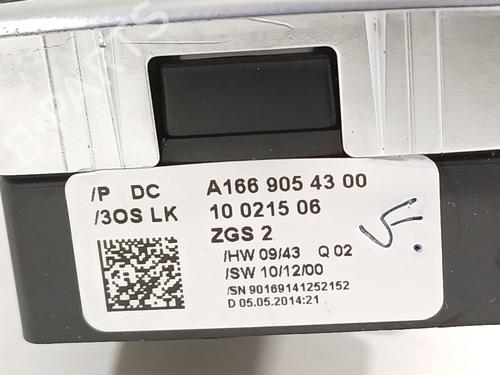 /P DC A166 905 43 00
/3OS LK 10 0215 06
ZGS 2
/HW 09/43 Q 02
/SW 10/12/00
/SN 90169141252152
D 05.05.2014:21
B-PARTS